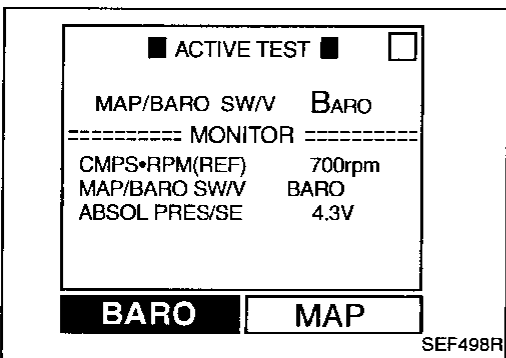 ■ ACTIVE TEST ■
MAP/BARO SW/V BARO
========== MONITOR ==========
CMPS•RPM(REF) 700rpm
MAP/BARO SW/V BARO
ABSOL PRES/SE 4.3V
BARO MAP
SEF498R